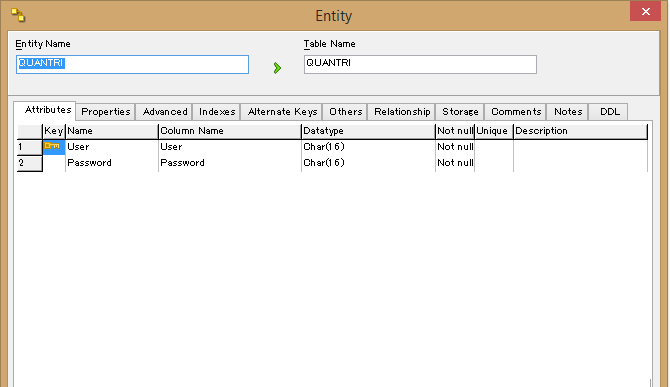 Entity
Entity Name
Table Name
QUANTRI
QUANTRI
Attributes Properties Advanced Indexes Alternate Keys Others Relationship Storage Comments Notes DDL
Key Name Column Name Datatype Not null Unique Description
1 User User Char(16) Not null
2 Password Password Char(16) Not null